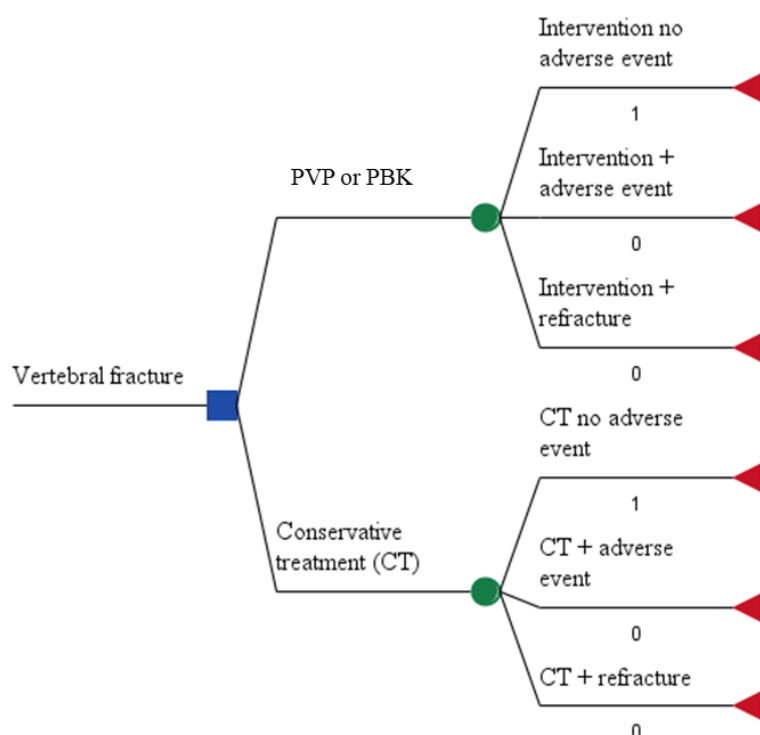 Intervention no
adverse event
1
Intervention +
adverse event
PVP or PBK
0
Intervention +
refracture
0
Vertebral fracture
CT no adverse
event
1
Conservative
treatment (CT)
CT + adverse
event
0
CT + refracture
0